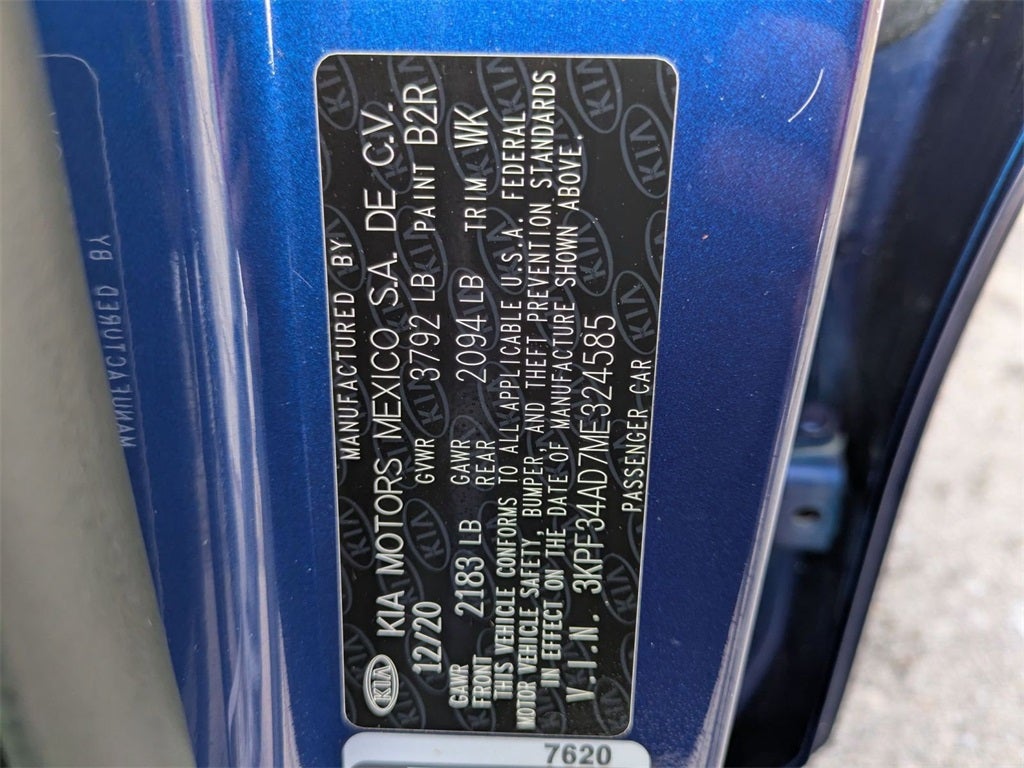 MANUFACTURED BY
KIA KIA MOTORS MEXICO S.A. DE C.V.
12/20 GVWR 3792 LB PAINT B2R
GAWR FRONT 2183 LB GAWR REAR 2094 LB TRIM WK
THIS VEHICLE CONFORMS TO ALL APPLICABLE U.S.A. FEDERAL
MOTOR VEHICLE SAFETY, BUMPER, AND THEFT PREVENTION STANDARDS
IN EFFECT ON THE DATE OF MANUFACTURE SHOWN ABOVE.
V.I.N. 3KPF34AD7ME324585
PASSENGER CAR
7620
MANUFACTURED BY